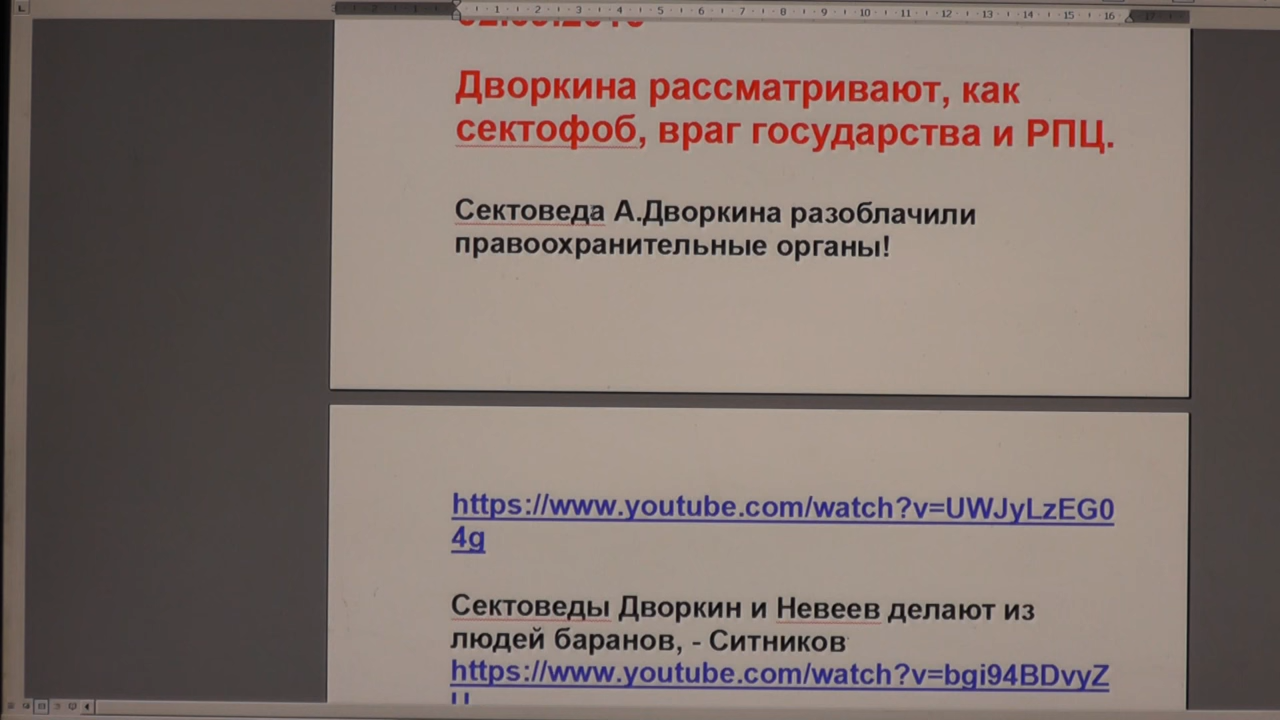 Дворкина рассматривают, как
сектофоб, враг государства и РПЦ.
Сектоведа А.Дворкина разоблачили
правоохранительные органы!
https://www.youtube.com/watch?v=UWJyLzEG0
4g
Сектоведы Дворкин и Невеев делают из
людей баранов, - Ситников
https://www.youtube.com/watch?v=bgi94BDvyZ